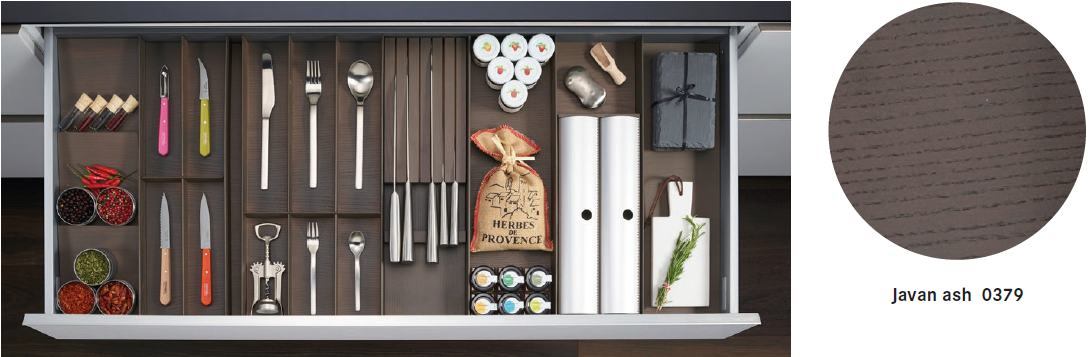 HERBES
DE
PROVENCE
Javan ash 0379